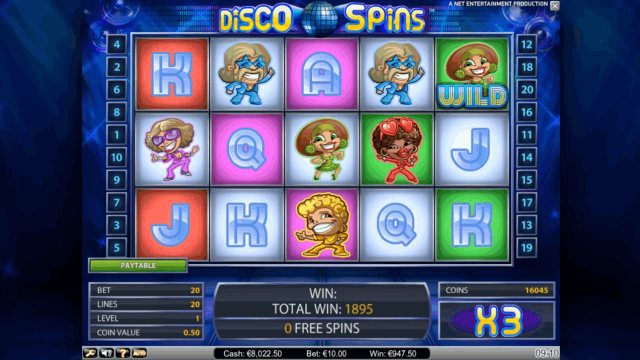 A NET ENTERTAINMENT PRODUCTION
DISCO SPINS
4 K A WILD 12
2 18
6 20
8 16
1 Q J 11
10 14
9 15
7 J K Q K 17
3 13
5 19
PAYTABLE
BET 20
LINES 20
LEVEL 1
COIN VALUE 0.50
WIN:
TOTAL WIN: 1895
0 FREE SPINS
COINS 16045
X3
AUTO
Cash: €8,022.50 Bet: €10.00 Win: €947.50 09:10